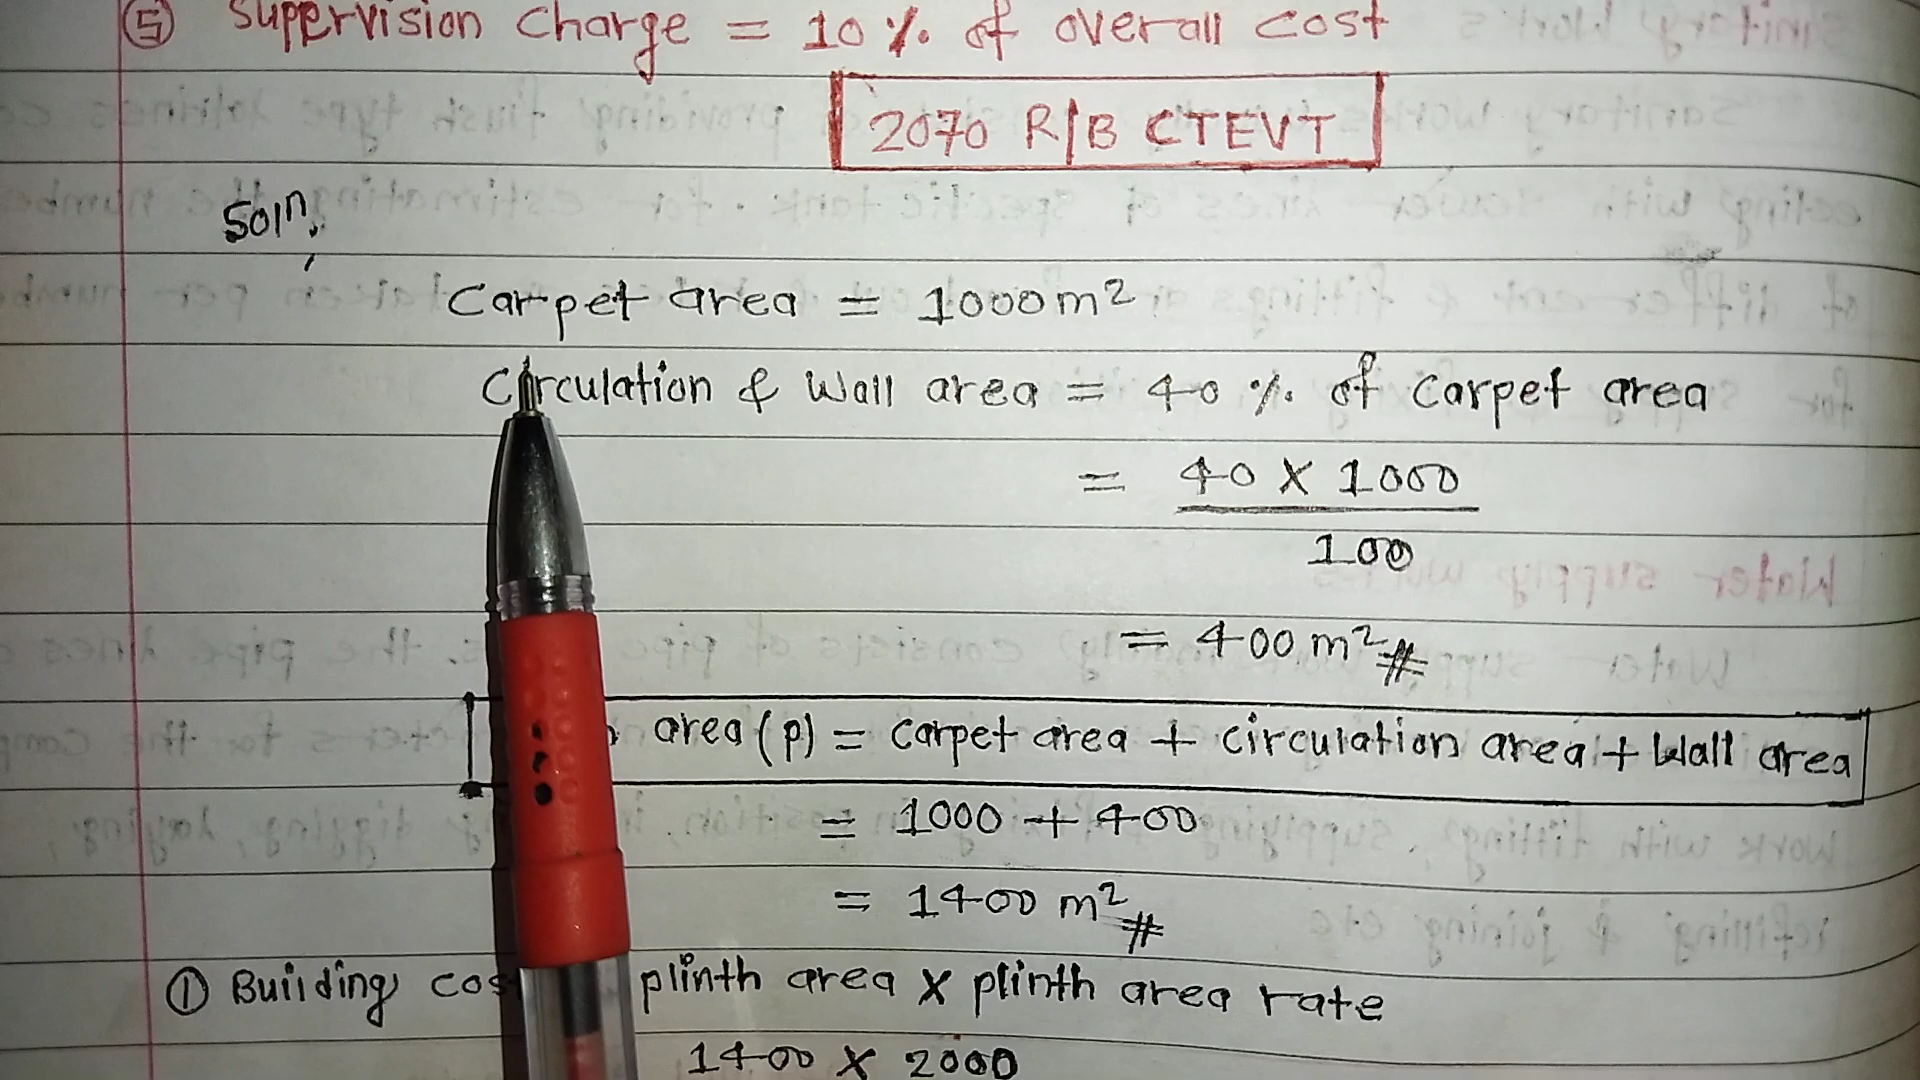 ⑤ Supervision Charge = 10 % of overall cost
2070 R/B CTEVT
Soln,
Carpet area = 1000m²
Circulation & Wall area = 40 % of Carpet area
= 40 X 1000
100
= 400 m² #
area (p) = Carpet area + circulation area + Wall area
= 1000 + 400
= 1400 m² #
① Building plinth area X plinth area rate
1400 X 2000